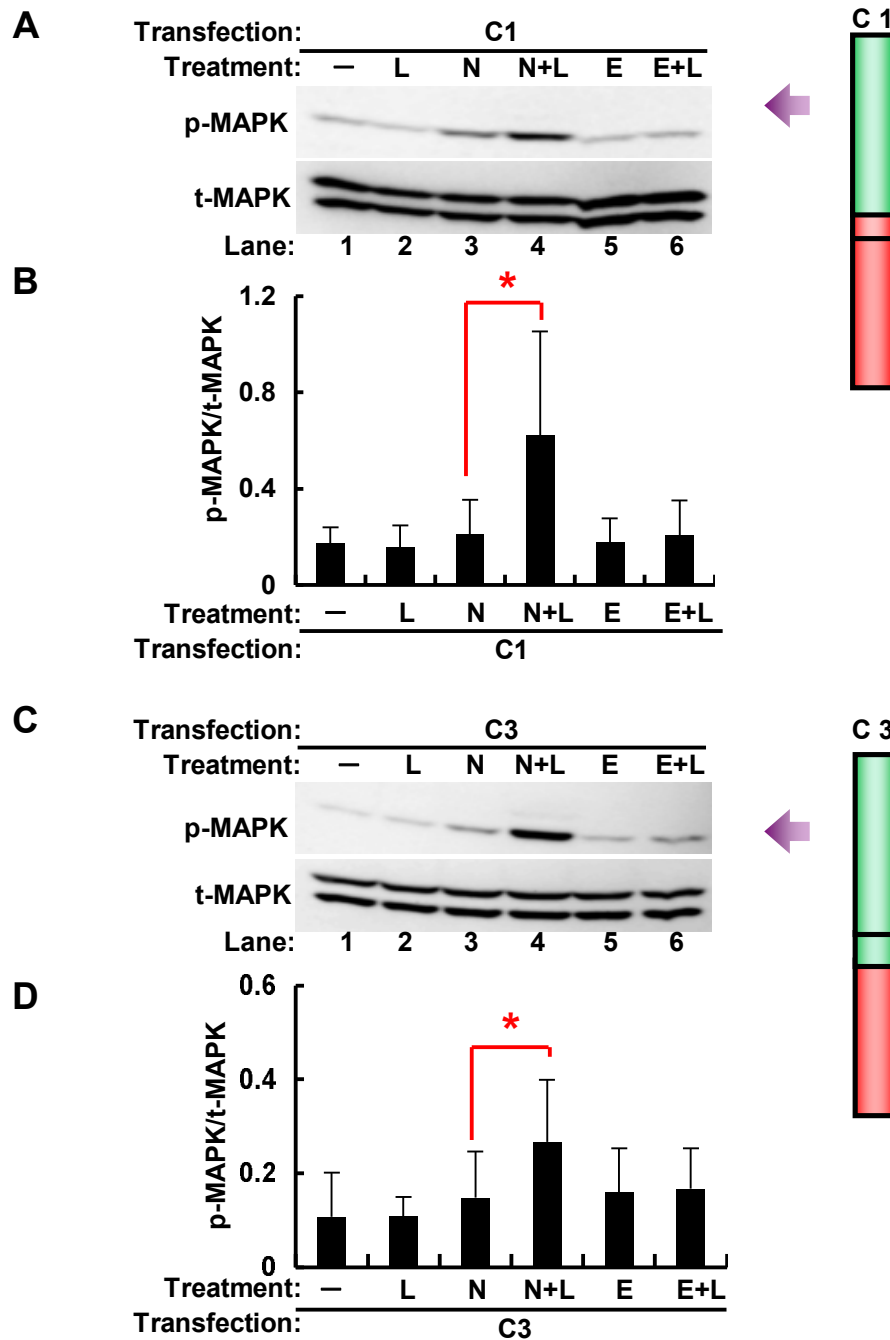 A
Transfection: C1
C 1
Treatment: — L N N+L E E+L
p-MAPK
t-MAPK
Lane: 1 2 3 4 5 6
B
*
1.2
0.8
0.4
0
p-MAPK/t-MAPK
Treatment: — L N N+L E E+L
Transfection: C1
C
Transfection: C3
C 3
Treatment: — L N N+L E E+L
p-MAPK
t-MAPK
Lane: 1 2 3 4 5 6
D
*
0.6
0.4
0.2
0
p-MAPK/t-MAPK
Treatment: — L N N+L E E+L
Transfection: C3